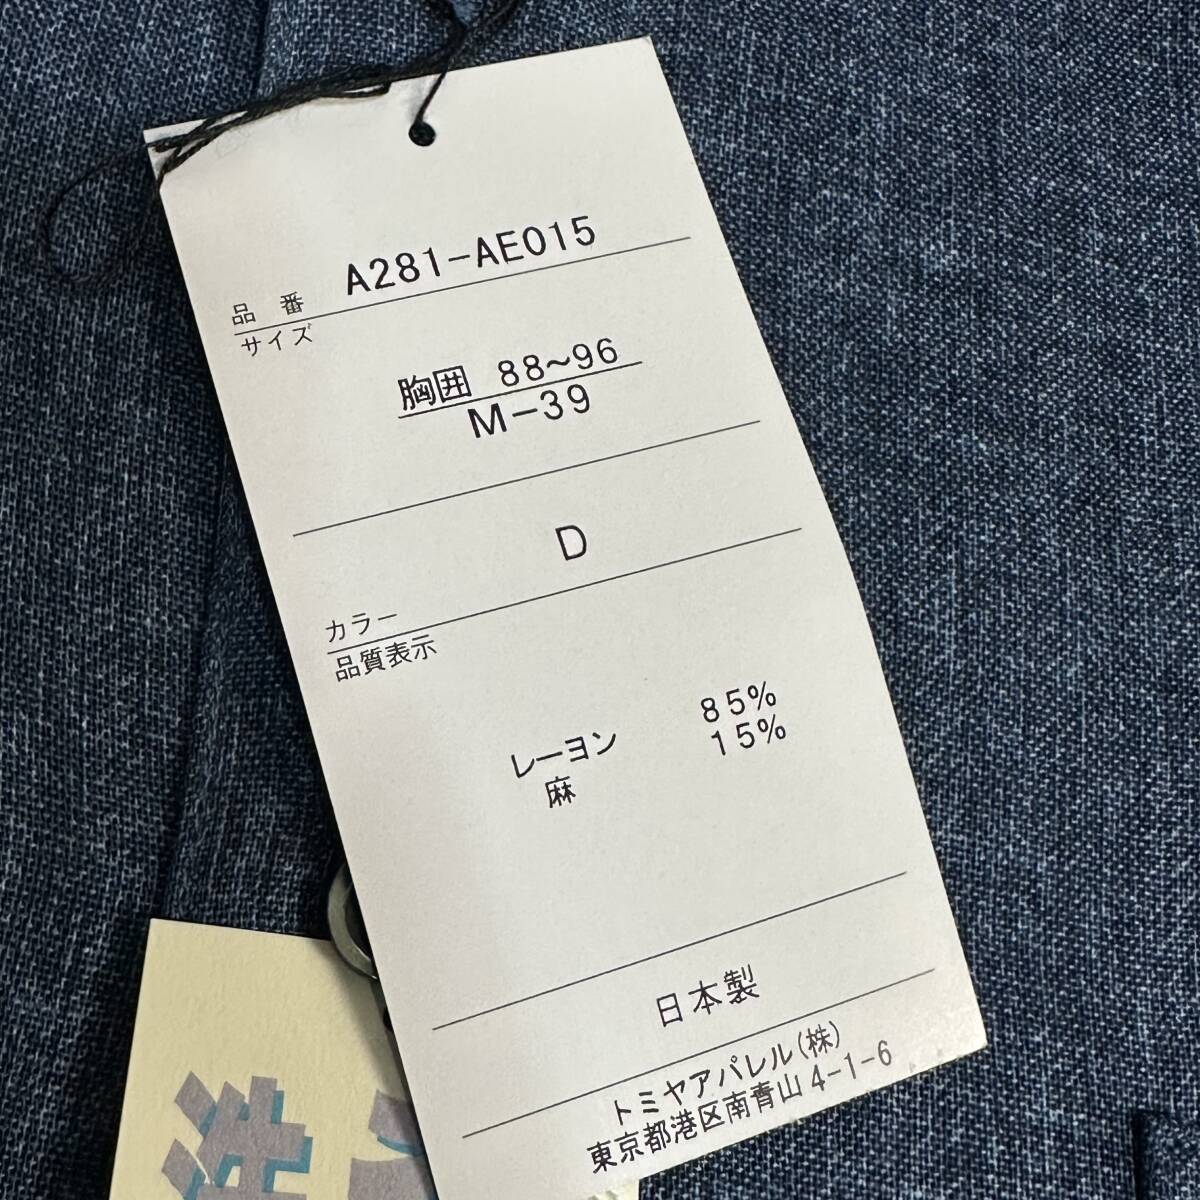 品 番 A281-AE015
サイズ
胸囲 88~96
M-39
D
カラー
品質表示
レーヨン 85%
麻 15%
日本製
トミヤアパレル(株)
東京都港区南青山4-1-6
洗